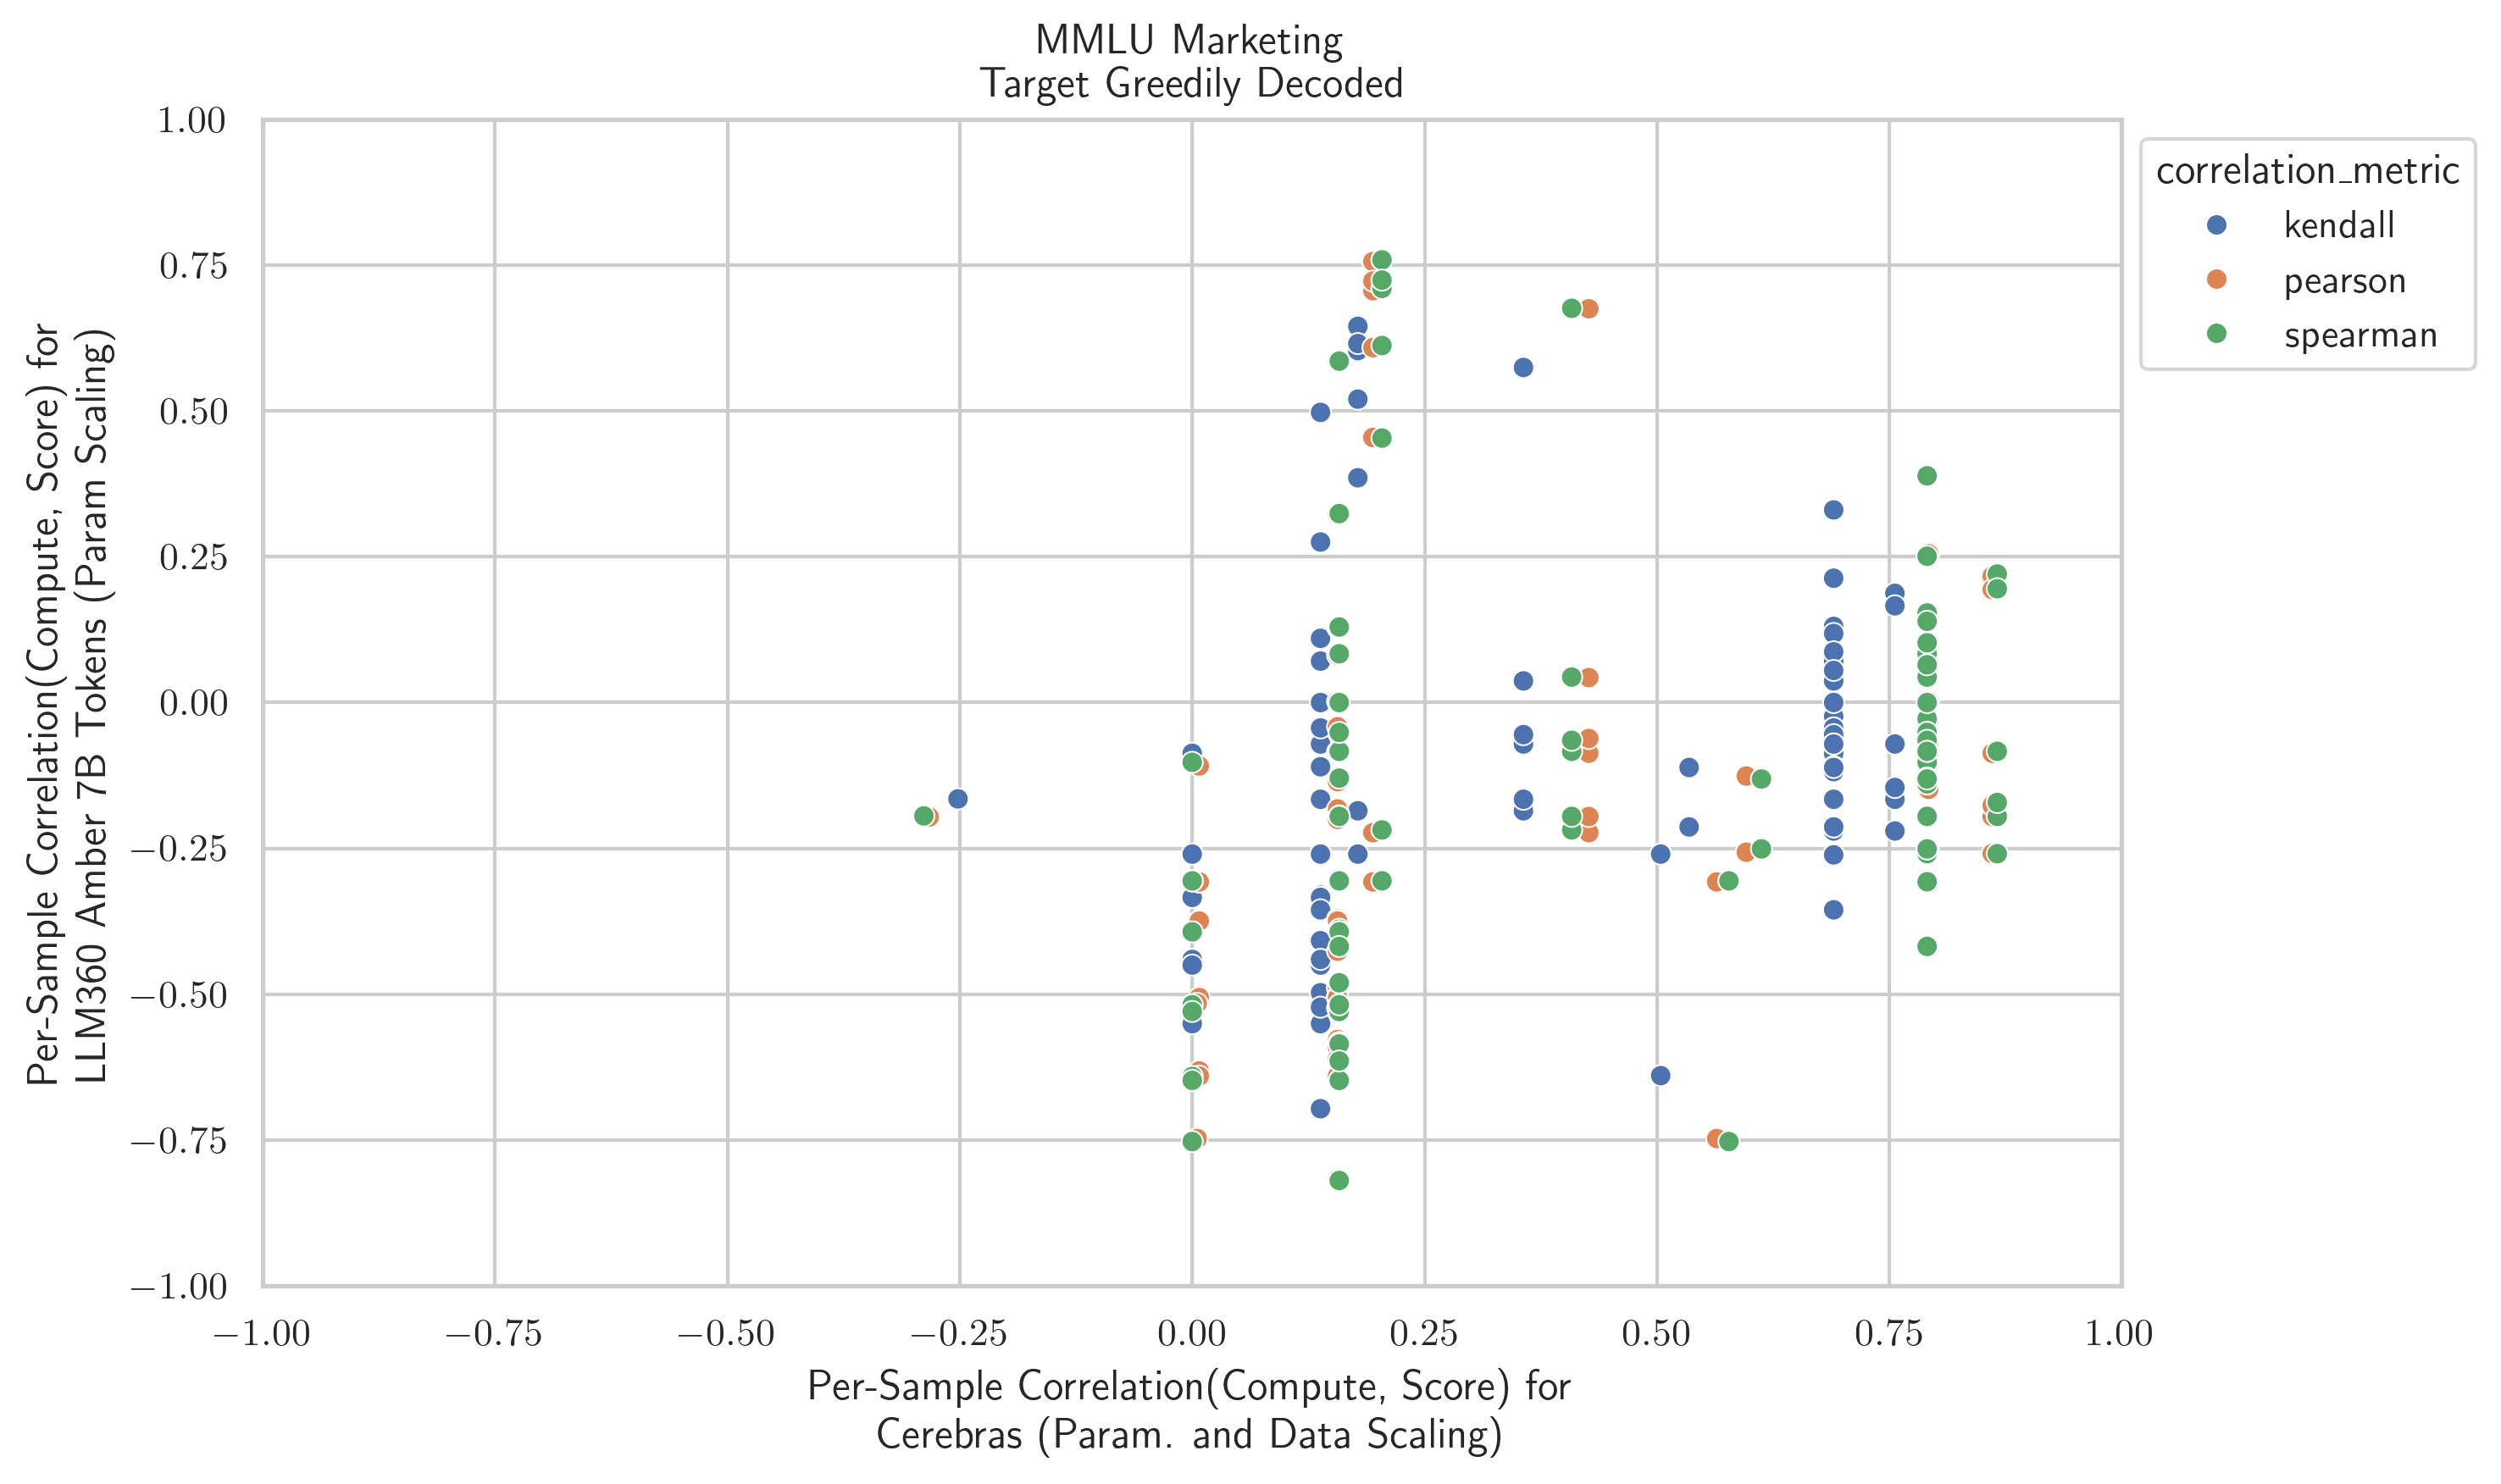 MMLU Marketing
Target Greedily Decoded
Per-Sample Correlation(Compute, Score) for
LLM360 Amber 7B Tokens (Param Scaling)
1.00
0.75
0.50
0.25
0.00
−0.25
−0.50
−0.75
−1.00
−1.00 −0.75 −0.50 −0.25 0.00 0.25 0.50 0.75 1.00
Per-Sample Correlation(Compute, Score) for
Cerebras (Param. and Data Scaling)
correlation_metric
kendall
pearson
spearman